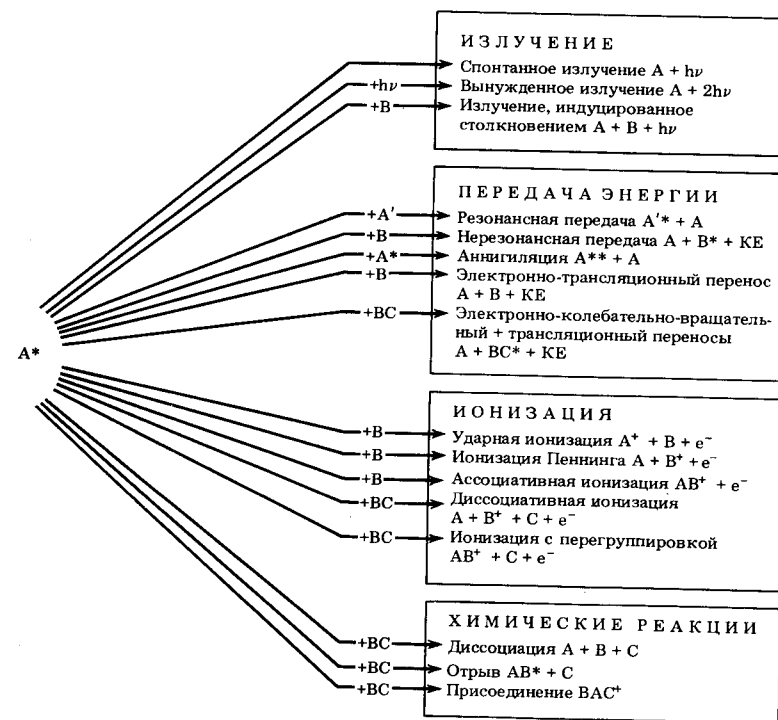 ИЗЛУЧЕНИЕ
Спонтанное излучение A + hν
+hν Вынужденное излучение A + 2hν
+B Излучение, индуцированное
столкновением A + B + hν
ПЕРЕДАЧА ЭНЕРГИИ
+A′ Резонансная передача A′* + A
+B Нерезонансная передача A + B* + KE
+A* Аннигиляция A** + A
+B Электронно-трансляционный перенос
A + B + KE
+BC Электронно-колебательно-вращатель-
ный + трансляционный переносы
A + BC* + KE
A*
ИОНИЗАЦИЯ
+B Ударная ионизация A⁺ + B + e⁻
+B Ионизация Пеннинга A + B⁺ + e⁻
+B Ассоциативная ионизация AB⁺ + e⁻
+BC Диссоциативная ионизация
A + B⁺ + C + e⁻
+BC Ионизация с перегруппировкой
AB⁺ + C + e⁻
ХИМИЧЕСКИЕ РЕАКЦИИ
+BC Диссоциация A + B + C
+BC Отрыв AB* + C
+BC Присоединение BAC⁺